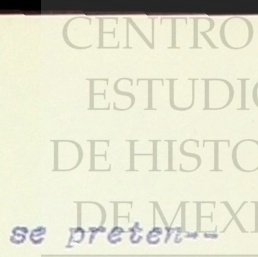 CENTRO
ESTUDIO
DE HISTO
DE MEXI
se preten--